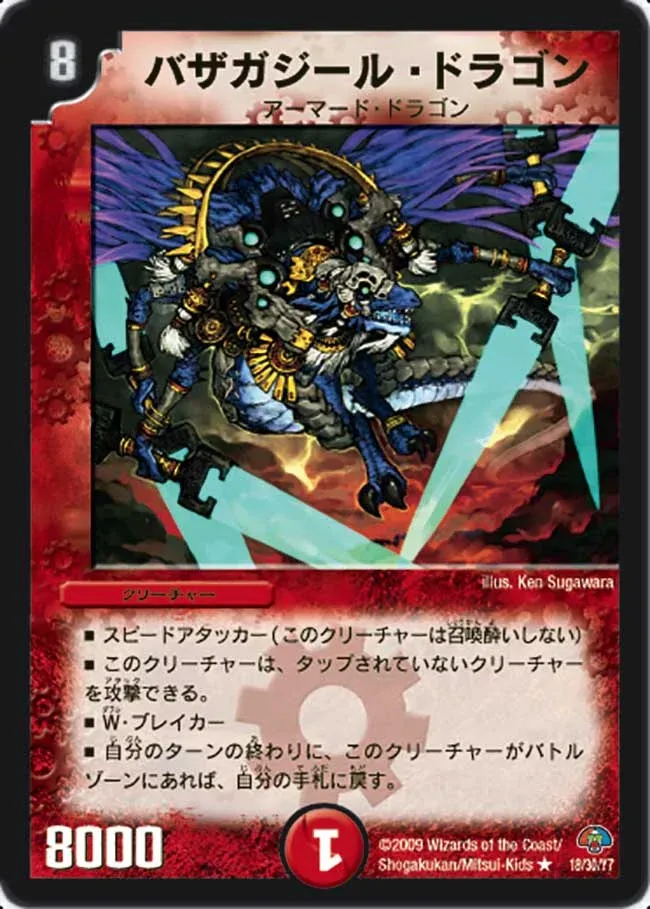 8
バザガジール・ドラゴン
アーマード・ドラゴン
illus. Ken Sugawara
クリーチャー
■ スピードアタッカー(このクリーチャーは召喚酔いしない)
■ このクリーチャーは、タップされていないクリーチャー
を攻撃できる。
■ W・ブレイカー
■ 自分のターンの終わりに、このクリーチャーがバトル
ゾーンにあれば、自分の手札に戻す。
8000
1
©2009 Wizards of the Coast/
Shogakukan/Mitsui-Kids ★
18/30/Y7